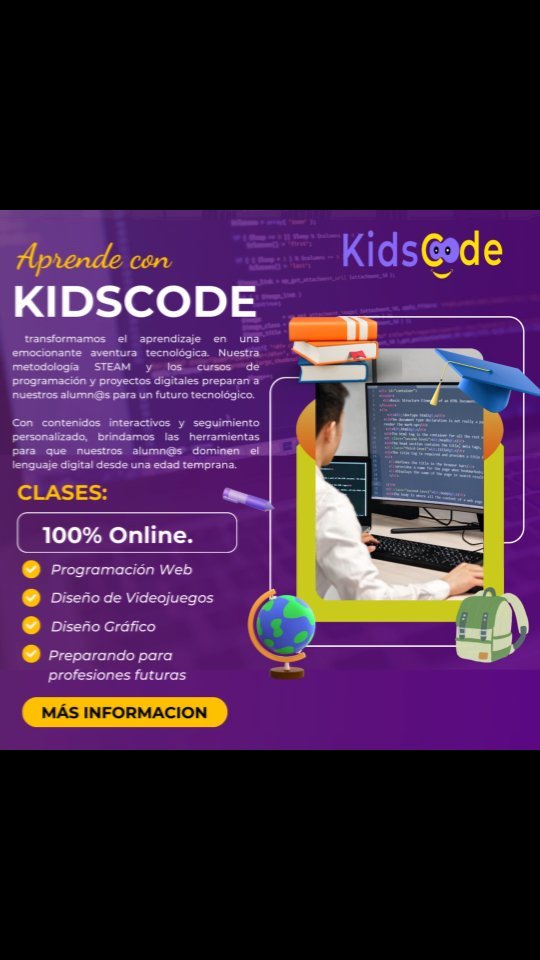 Aprende con
KidsCode
KIDSCODE
transformamos el aprendizaje en una
emocionante aventura tecnológica. Nuestra
metodología STEAM y los cursos de
programación y proyectos digitales preparan a
nuestros alumn@s para un futuro tecnológico.
Con contenidos interactivos y seguimiento
personalizado, brindamos las herramientas
para que nuestros alumn@s dominen el
lenguaje digital desde una edad temprana.
CLASES:
100% Online.
Programación Web
Diseño de Videojuegos
Diseño Gráfico
Preparando para
profesiones futuras
MÁS INFORMACION